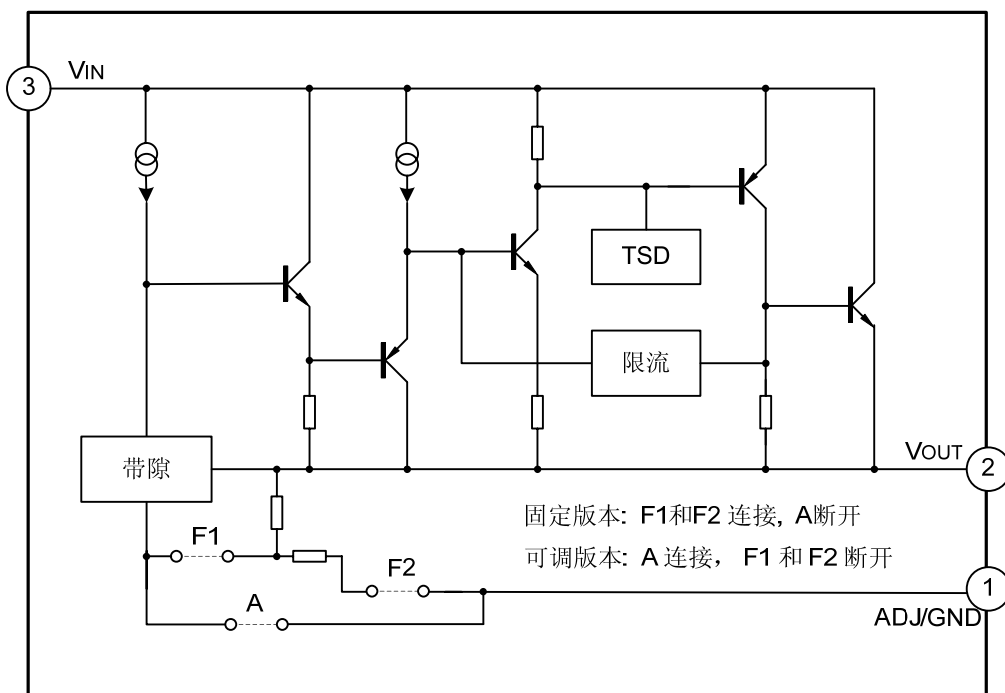 3
VIN
TSD
限流
带隙
VOUT
2
固定版本: F1和F2 连接, A断开
可调版本: A 连接， F1 和 F2 断开
F1
F2
A
1
ADJ/GND